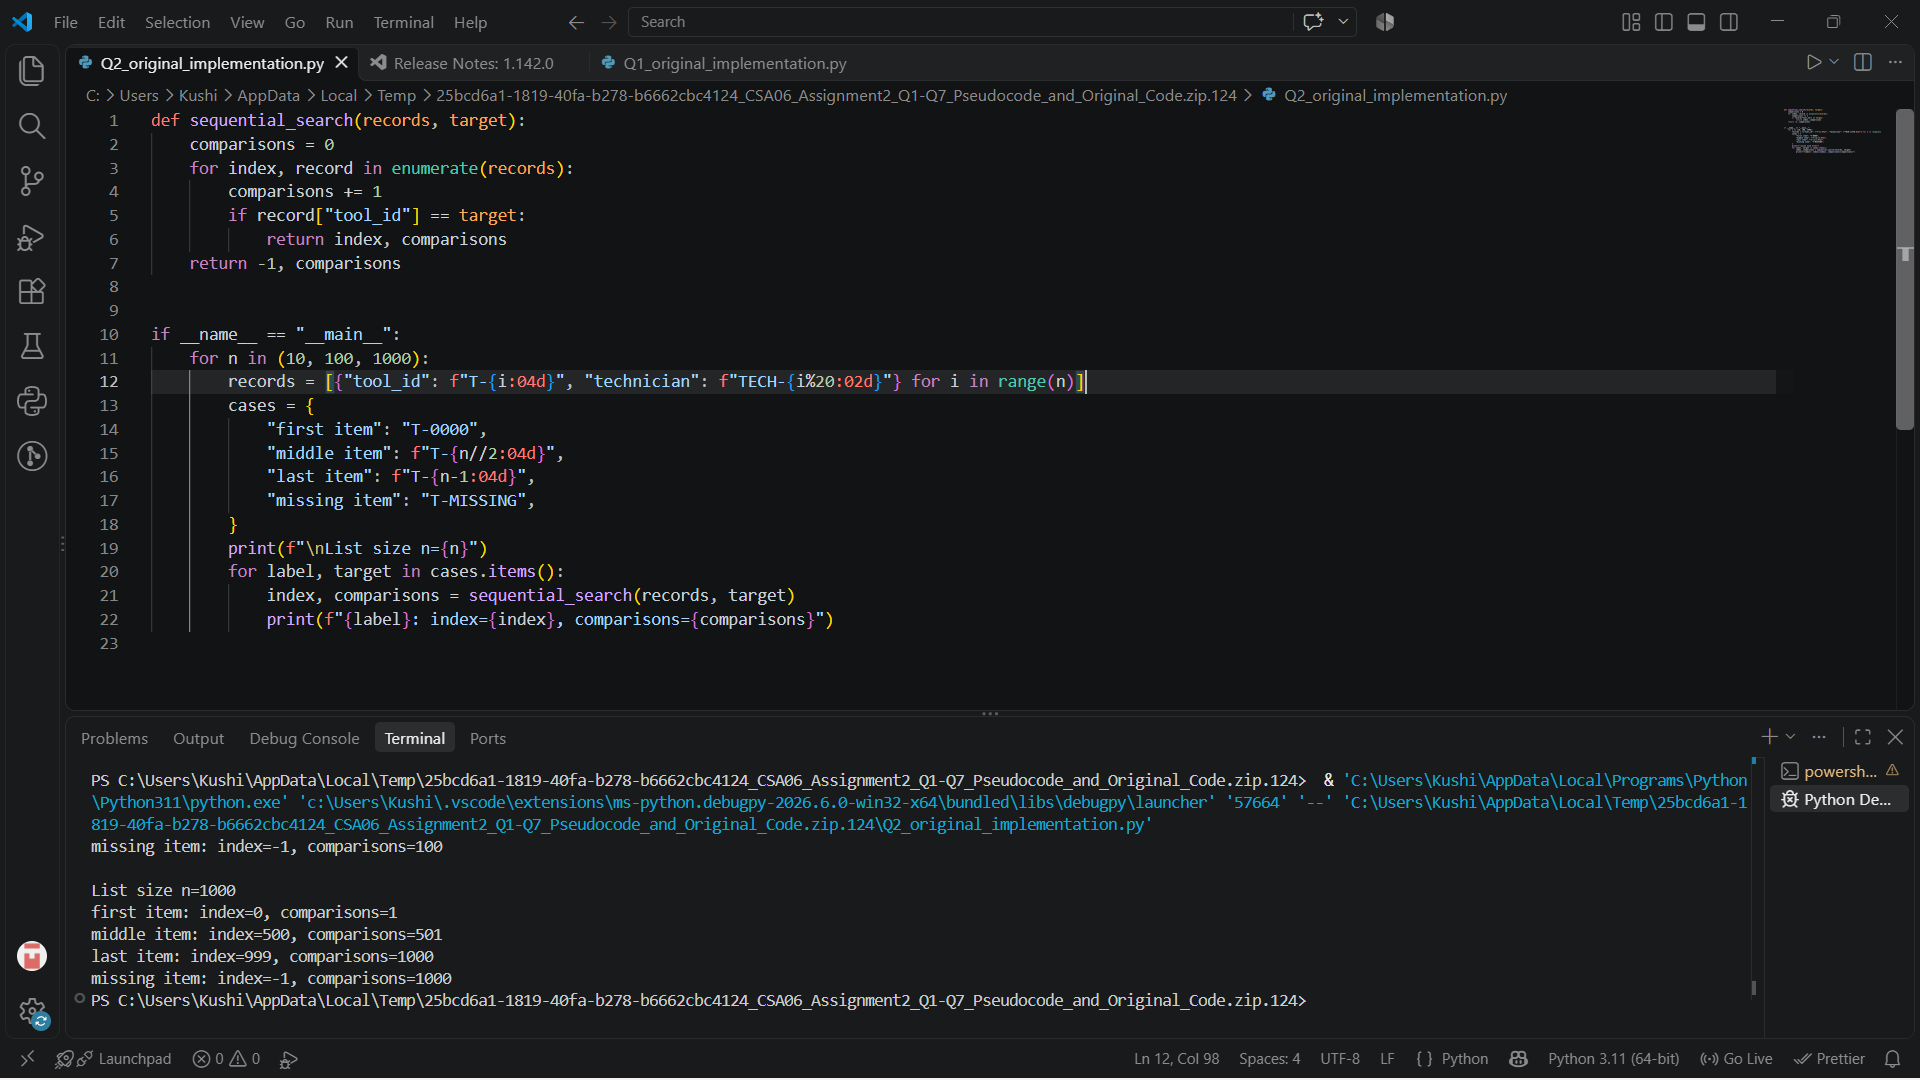 File Edit Selection View Go Run Terminal Help
Search
Q2_original_implementation.py
Release Notes: 1.142.0
Q1_original_implementation.py
C: > Users > Kushi > AppData > Local > Temp > 25bcd6a1-1819-40fa-b278-b6662cbc4124_CSA06_Assignment2_Q1-Q7_Pseudocode_and_Original_Code.zip.124 > Q2_original_implementation.py
1 def sequential_search(records, target):
2     comparisons = 0
3     for index, record in enumerate(records):
4         comparisons += 1
5         if record["tool_id"] == target:
6             return index, comparisons
7     return -1, comparisons
8
9
10 if __name__ == "__main__":
11     for n in (10, 100, 1000):
12         records = [{"tool_id": f"T-{i:04d}", "technician": f"TECH-{i%20:02d}"} for i in range(n)]
13         cases = {
14             "first item": "T-0000",
15             "middle item": f"T-{n//2:04d}",
16             "last item": f"T-{n-1:04d}",
17             "missing item": "T-MISSING",
18         }
19         print(f"\nList size n={n}")
20         for label, target in cases.items():
21             index, comparisons = sequential_search(records, target)
22             print(f"{label}: index={index}, comparisons={comparisons}")
23
Problems Output Debug Console Terminal Ports
PS C:\Users\Kushi\AppData\Local\Temp\25bcd6a1-1819-40fa-b278-b6662cbc4124_CSA06_Assignment2_Q1-Q7_Pseudocode_and_Original_Code.zip.124>  & 'C:\Users\Kushi\AppData\Local\Programs\Python
\Python311\python.exe' 'c:\Users\Kushi\.vscode\extensions\ms-python.debugpy-2026.6.0-win32-x64\bundled\libs\debugpy\launcher' '57664' '--' 'C:\Users\Kushi\AppData\Local\Temp\25bcd6a1-1
819-40fa-b278-b6662cbc4124_CSA06_Assignment2_Q1-Q7_Pseudocode_and_Original_Code.zip.124\Q2_original_implementation.py'
missing item: index=-1, comparisons=100

List size n=1000
first item: index=0, comparisons=1
middle item: index=500, comparisons=501
last item: index=999, comparisons=1000
missing item: index=-1, comparisons=1000
PS C:\Users\Kushi\AppData\Local\Temp\25bcd6a1-1819-40fa-b278-b6662cbc4124_CSA06_Assignment2_Q1-Q7_Pseudocode_and_Original_Code.zip.124>
powersh...
Python De...
Launchpad 0 0 Ln 12, Col 98 Spaces: 4 UTF-8 LF {} Python Python 3.11 (64-bit) Go Live Prettier